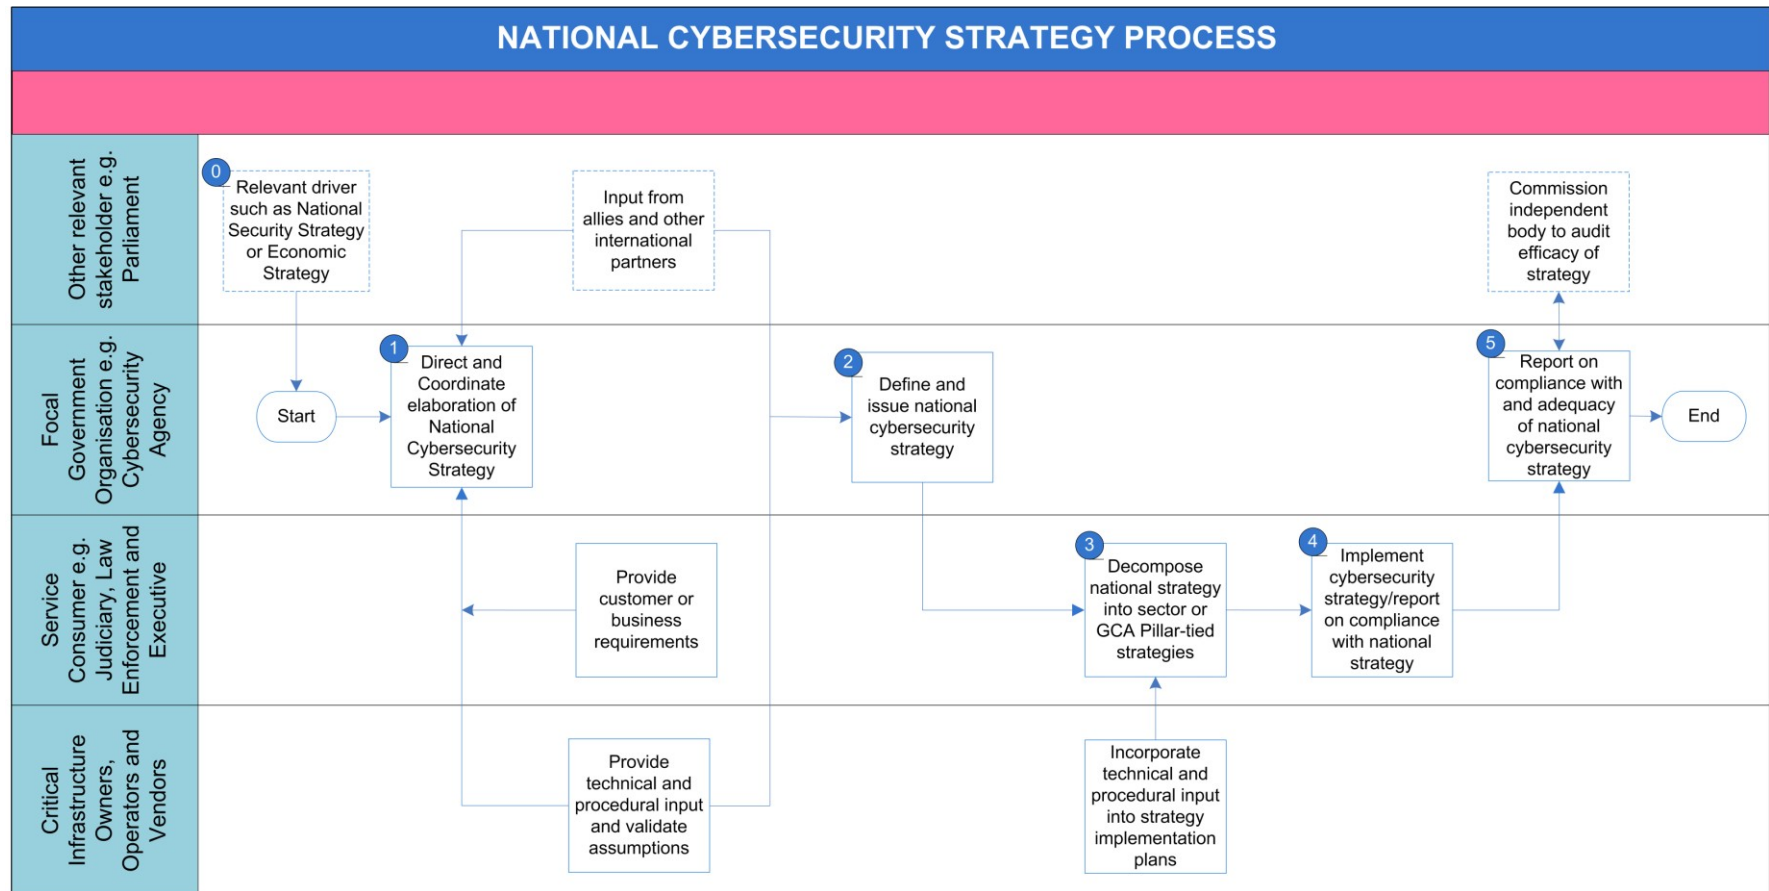 NATIONAL CYBERSECURITY STRATEGY PROCESS
Other relevant
stakeholder e.g.
Parliament
0
Relevant driver
such as National
Security Strategy
or Economic
Strategy
Input from
allies and other
international
partners
Commission
independent
body to audit
efficacy of
strategy
Focal
Government
Organisation e.g.
Cybersecurity
Agency
Start
1
Direct and
Coordinate
elaboration of
National
Cybersecurity
Strategy
2
Define and
issue national
cybersecurity
strategy
5
Report on
compliance with
and adequacy
of national
cybersecurity
strategy
End
Service
Consumer e.g.
Judiciary, Law
Enforcement and
Executive
Provide
customer or
business
requirements
3
Decompose
national strategy
into sector or
GCA Pillar-tied
strategies
4
Implement
cybersecurity
strategy/report
on compliance
with national
strategy
Critical
Infrastructure
Owners,
Operators and
Vendors
Provide
technical and
procedural input
and validate
assumptions
Incorporate
technical and
procedural input
into strategy
implementation
plans